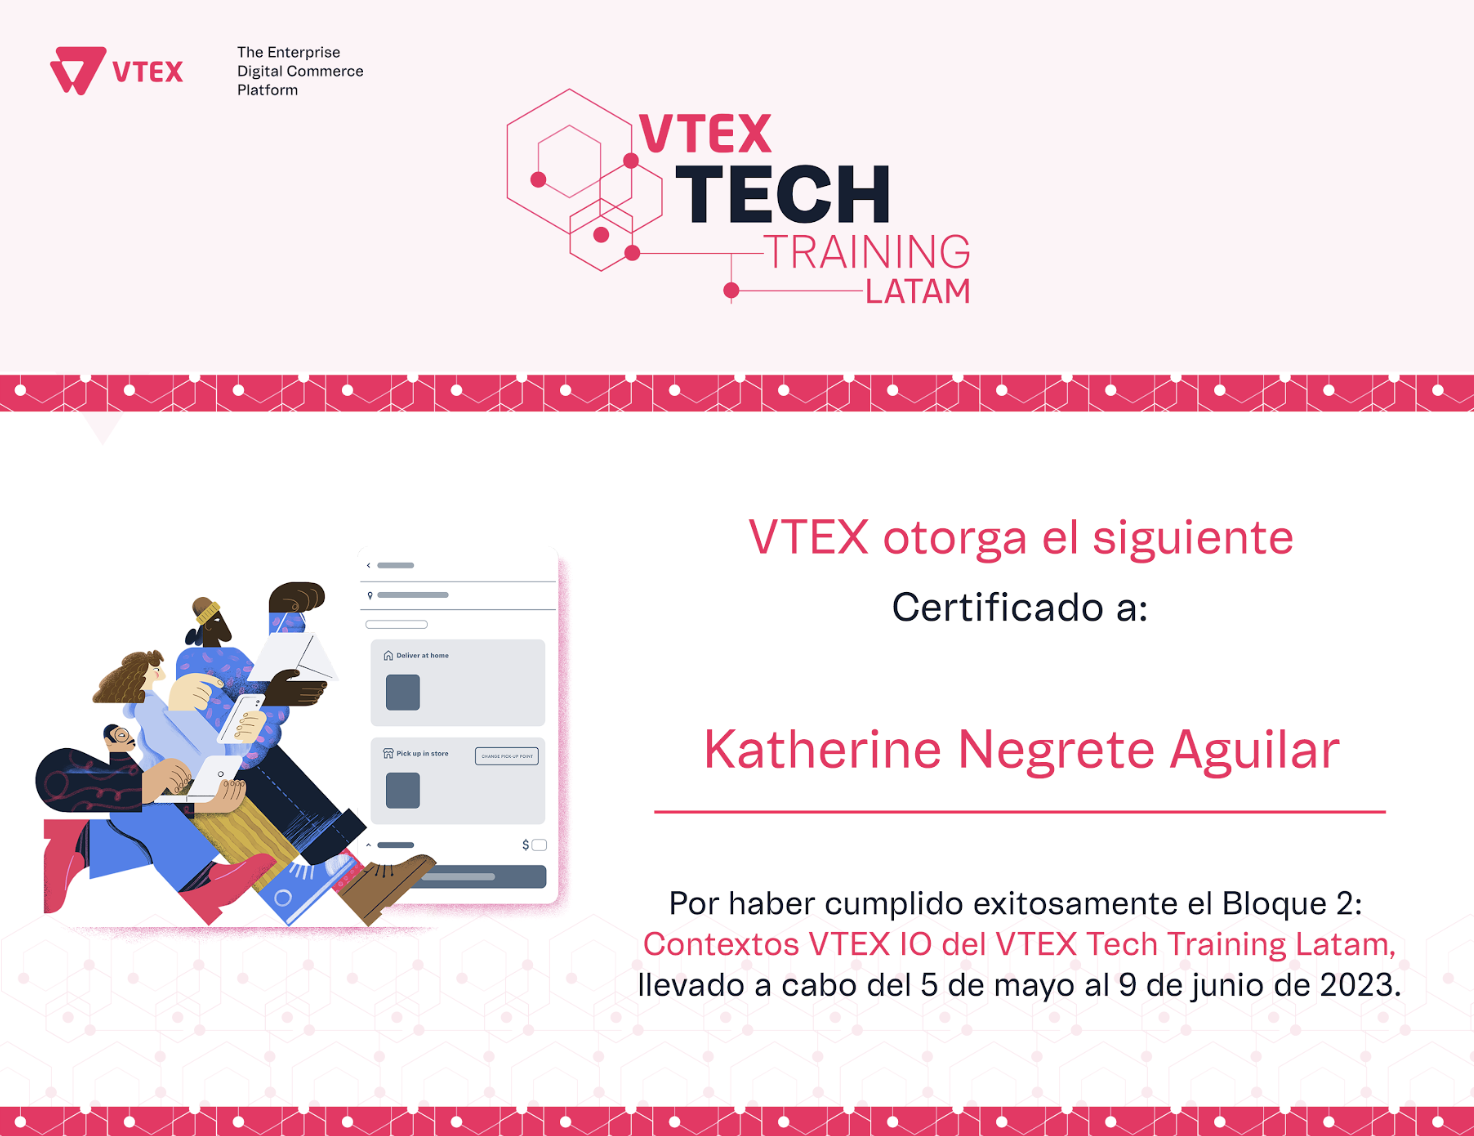 VTEX
The Enterprise
Digital Commerce
Platform
VTEX
TECH
TRAINING
LATAM
VTEX otorga el siguiente
Certificado a:
Katherine Negrete Aguilar
Por haber cumplido exitosamente el Bloque 2:
Contextos VTEX IO del VTEX Tech Training Latam,
llevado a cabo del 5 de mayo al 9 de junio de 2023.
Deliver at home
Pick up in store
CHANGE PICK-UP POINT
$